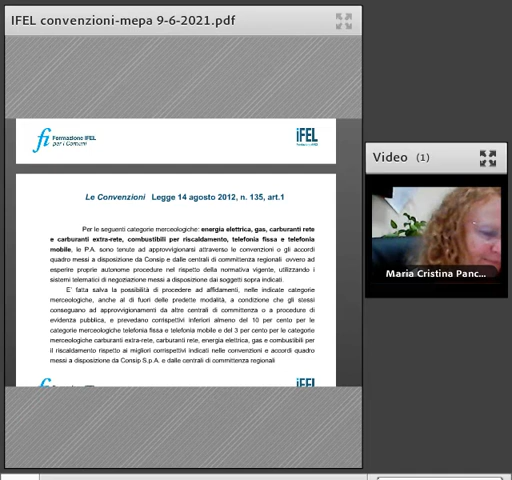 IFEL convenzioni-mepa 9-6-2021.pdf
fi Formazione IFEL
per i Comuni
iFEL
Le Convenzioni Legge 14 agosto 2012, n. 135, art.1
Per le seguenti categorie merceologiche: energia elettrica, gas, carburanti rete
e carburanti extra-rete, combustibili per riscaldamento, telefonia fissa e telefonia
mobile, le P.A. sono tenute ad approvvigionarsi attraverso le convenzioni o gli accordi
quadro messi a disposizione da Consip e dalle centrali di committenza regionali ovvero ad
esperire proprie autonome procedure nel rispetto della normativa vigente, utilizzando i
sistemi telematici di negoziazione messi a disposizione dai soggetti sopra indicati.
E' fatta salva la possibilità di procedere ad affidamenti, nelle indicate categorie
merceologiche, anche al di fuori delle predette modalità, a condizione che gli stessi
conseguano ad approvvigionamenti da altre centrali di committenza o a procedure di
evidenza pubblica, e prevedano corrispettivi inferiori almeno del 10 per cento per le
categorie merceologiche telefonia fissa e telefonia mobile e del 3 per cento per le categorie
merceologiche carburanti extra-rete, carburanti rete, energia elettrica, gas e combustibili per
il riscaldamento rispetto ai migliori corrispettivi indicati nelle convenzioni e accordi quadro
messi a disposizione da Consip S.p.A. e dalle centrali di committenza regionali
Video (1)
Maria Cristina Panc...